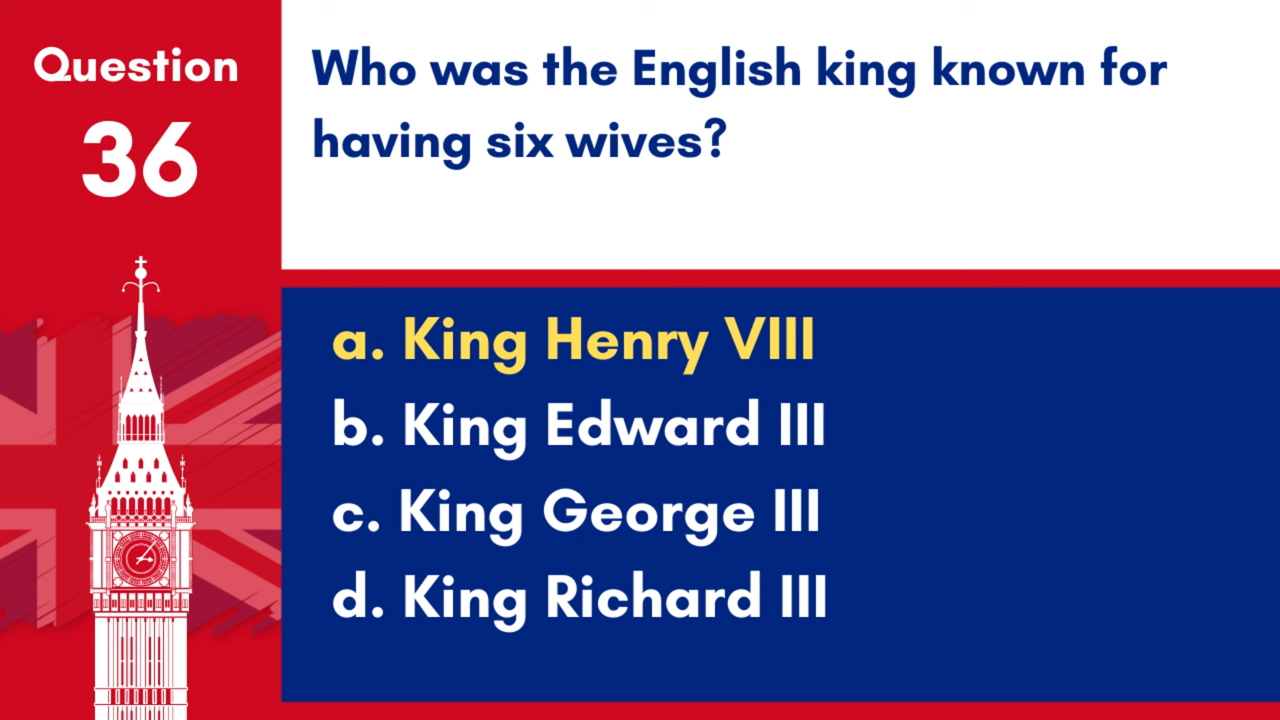 Question
36
Who was the English king known for
having six wives?
a. King Henry VIII
b. King Edward III
c. King George III
d. King Richard III